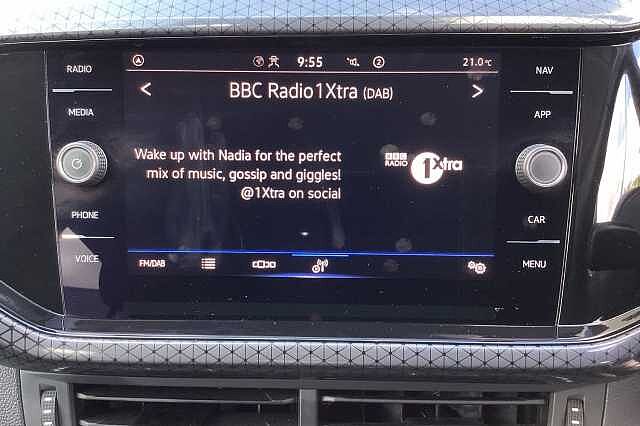 RADIO
MEDIA
PHONE
VOICE
9:55
2
21.0°C
< BBC Radio1Xtra (DAB) >
Wake up with Nadia for the perfect
mix of music, gossip and giggles!
@1Xtra on social
BBC
RADIO
1Xtra
FM/DAB
NAV
APP
CAR
MENU